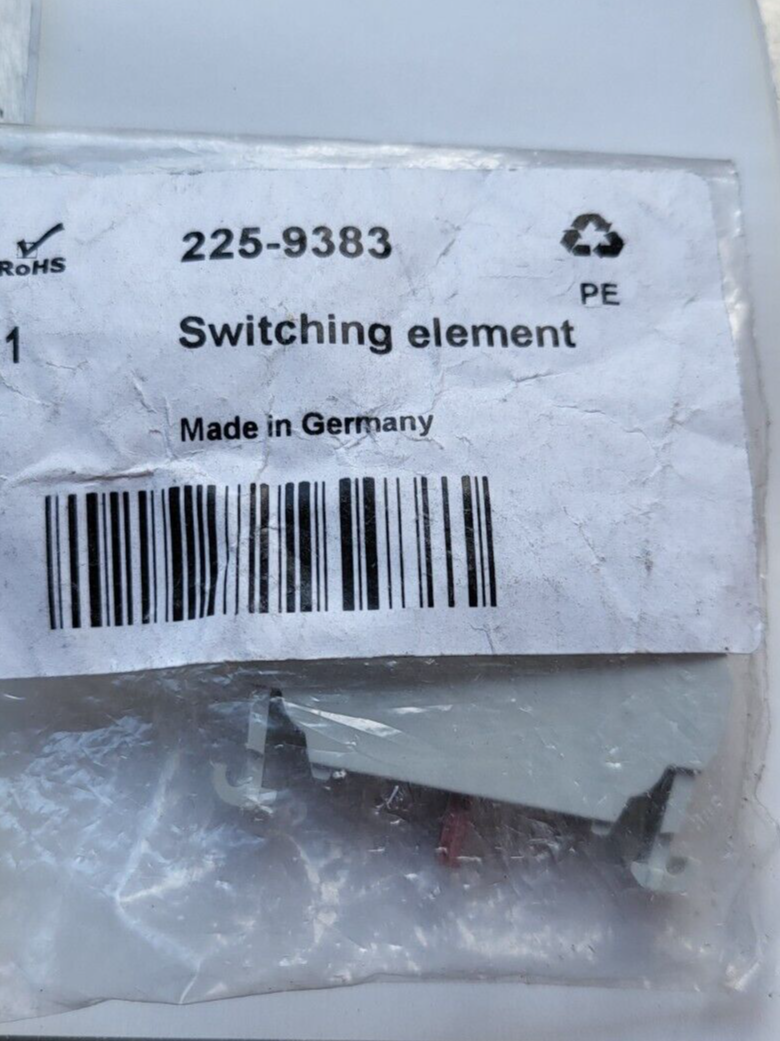 RoHS
225-9383
PE
1
Switching element
Made in Germany